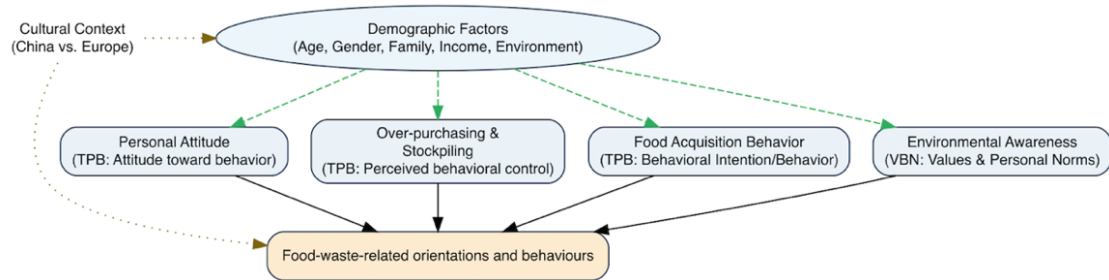 Cultural Context
(China vs. Europe)
Demographic Factors
(Age, Gender, Family, Income, Environment)
Personal Attitude
(TPB: Attitude toward behavior)
Over-purchasing &
Stockpiling
(TPB: Perceived behavioral control)
Food Acquisition Behavior
(TPB: Behavioral Intention/Behavior)
Environmental Awareness
(VBN: Values & Personal Norms)
Food-waste-related orientations and behaviours